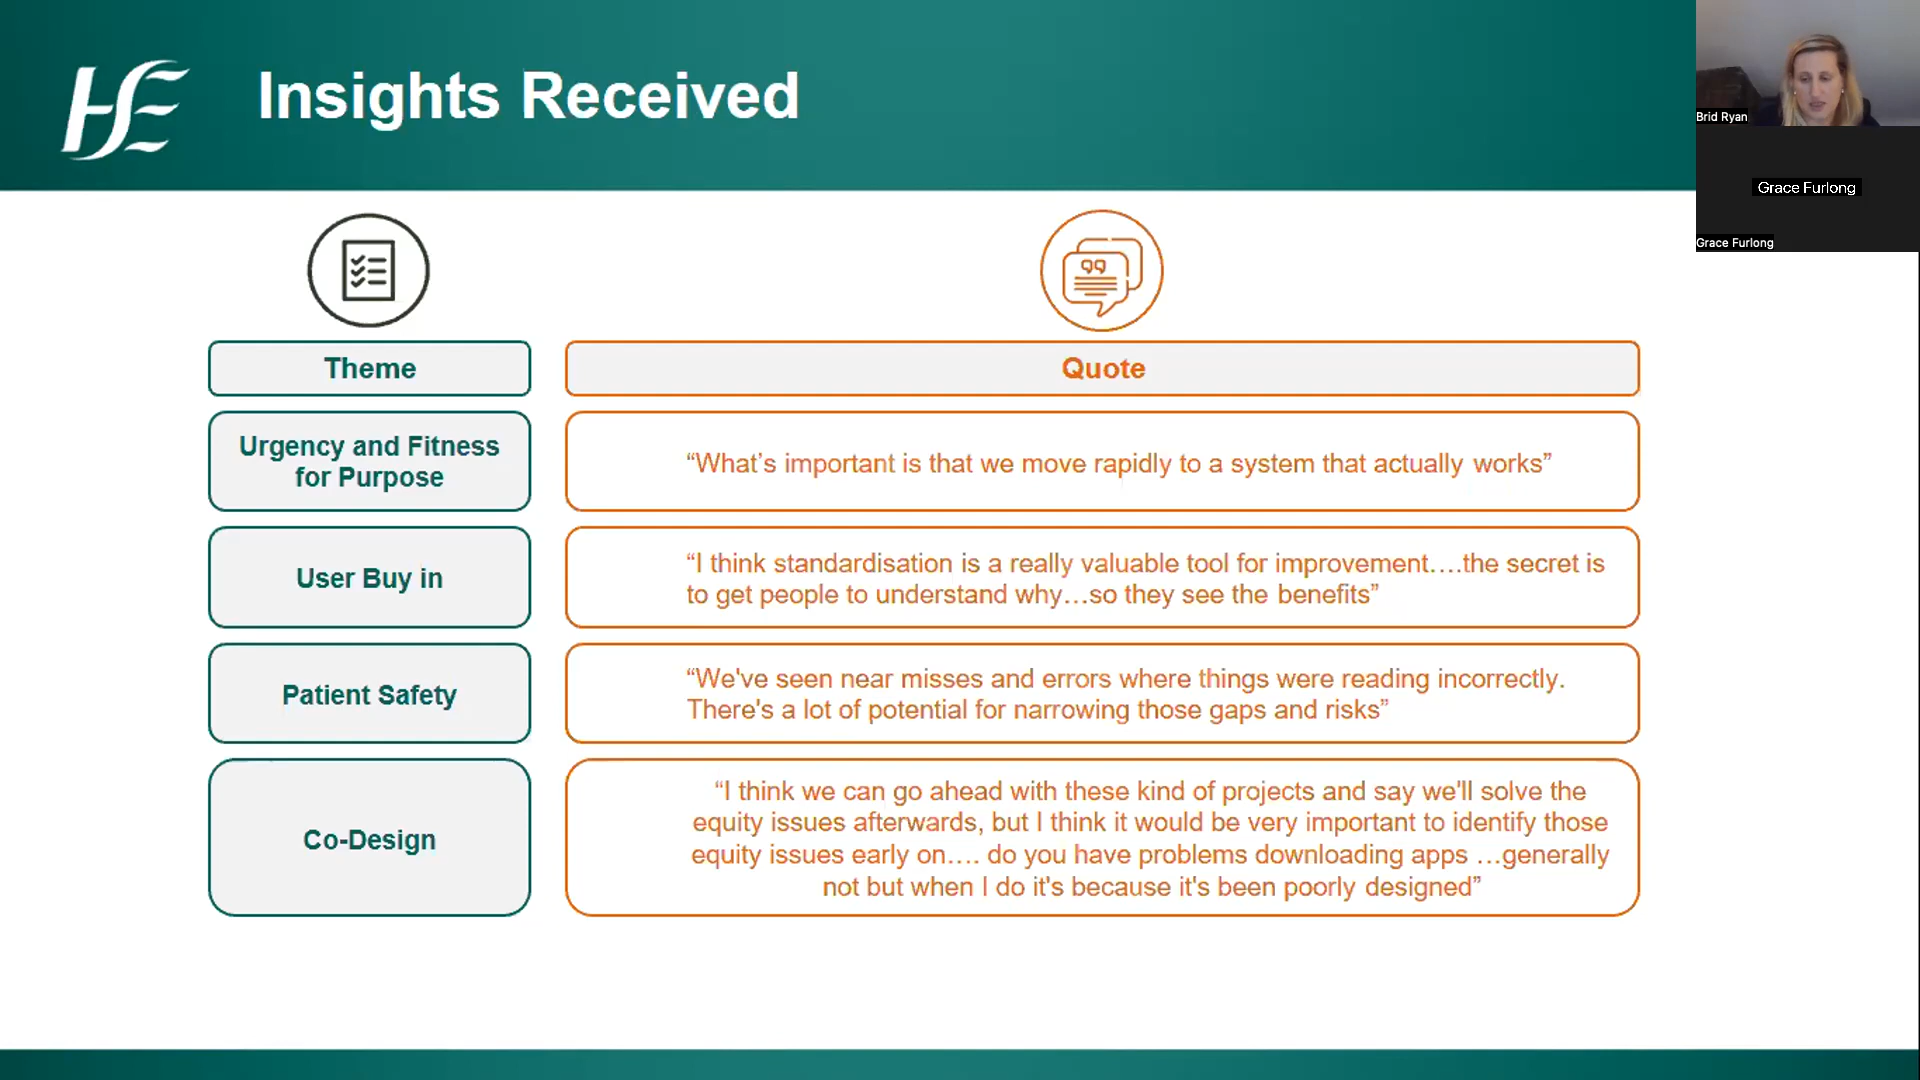 HSE
Insights Received
Brid Ryan
Grace Furlong
Grace Furlong
Theme
Quote
Urgency and Fitness
for Purpose
“What’s important is that we move rapidly to a system that actually works”
User Buy in
“I think standardisation is a really valuable tool for improvement….the secret is
to get people to understand why…so they see the benefits”
Patient Safety
“We've seen near misses and errors where things were reading incorrectly.
There's a lot of potential for narrowing those gaps and risks”
Co-Design
“I think we can go ahead with these kind of projects and say we'll solve the
equity issues afterwards, but I think it would be very important to identify those
equity issues early on…. do you have problems downloading apps …generally
not but when I do it's because it's been poorly designed”